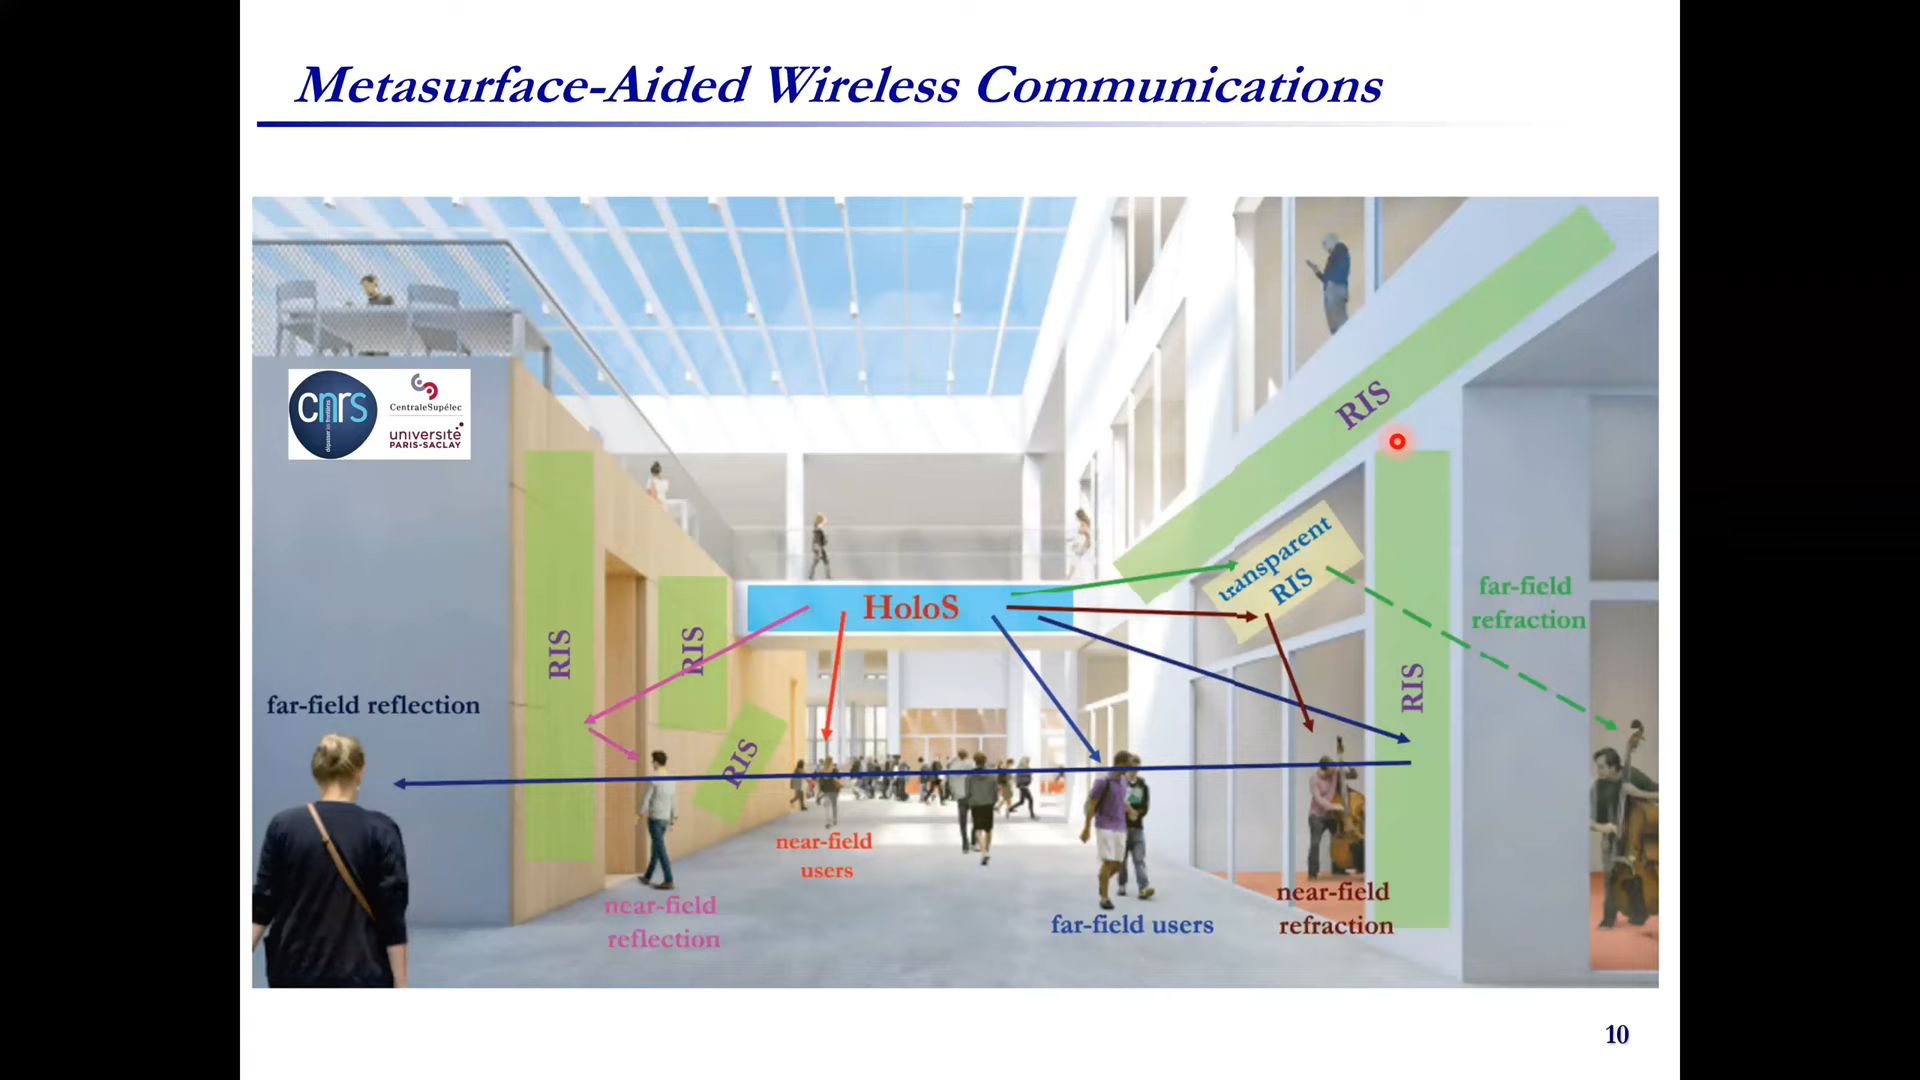 Metasurface-Aided Wireless Communications
cnrs
CentraleSupélec
université
PARIS-SACLAY
RIS
transparent
RIS
far-field
refraction
HoloS
RIS
RIS
RIS
RIS
far-field reflection
near-field
users
near-field
reflection
far-field users
near-field
refraction
10